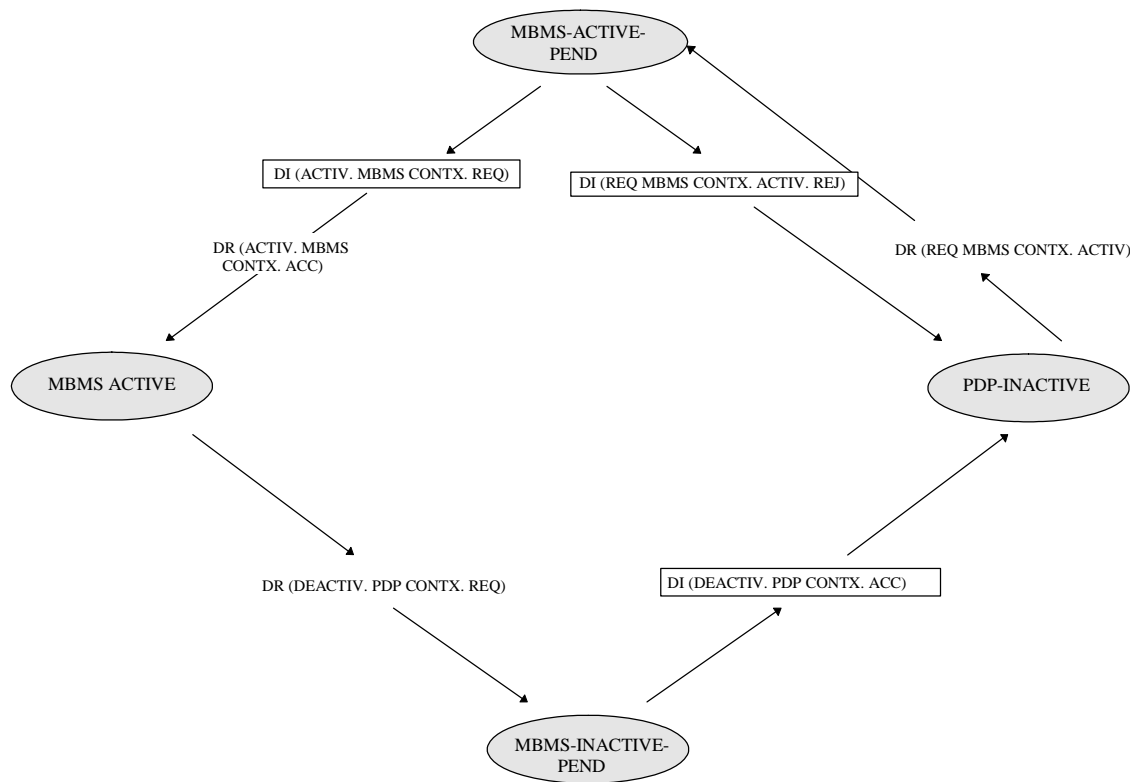 MBMS-ACTIVE-
PEND
DI (ACTIV. MBMS CONTX. REQ)
DI (REQ MBMS CONTX. ACTIV. REJ)
DR (ACTIV. MBMS
CONTX. ACC)
DR (REQ MBMS CONTX. ACTIV)
MBMS ACTIVE
PDP-INACTIVE
DR (DEACTIV. PDP CONTX. REQ)
DI (DEACTIV. PDP CONTX. ACC)
MBMS-INACTIVE-
PEND